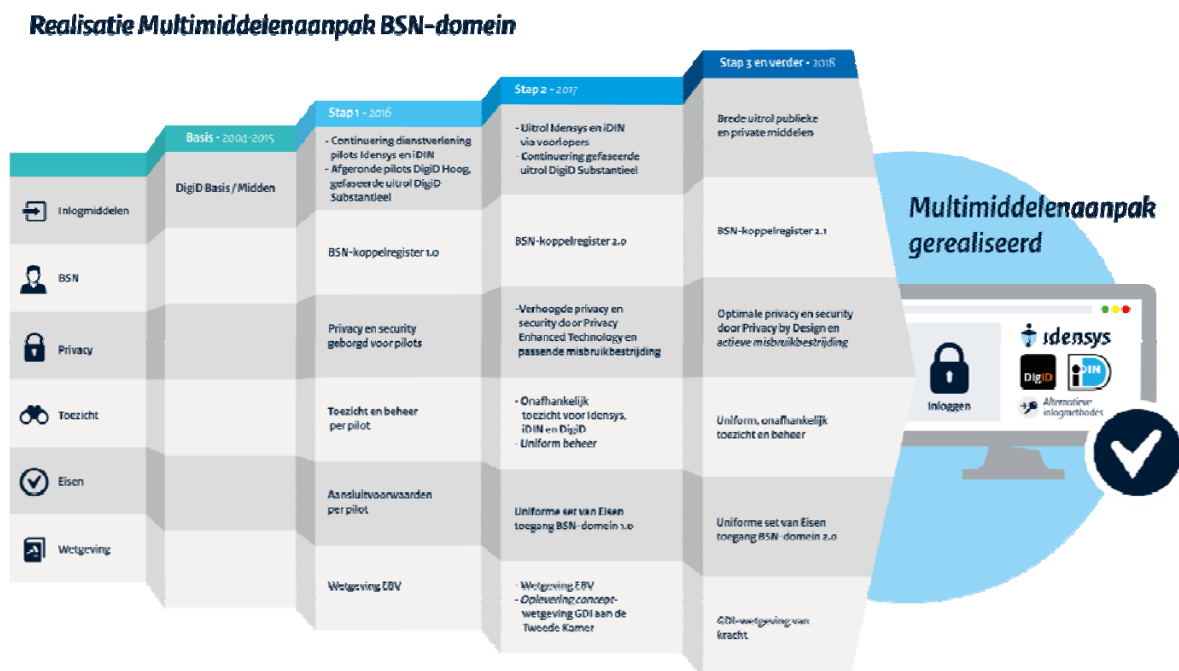 Realisatie Multimiddelenaanpak BSN-domein
Inlogmiddelen
BSN
Privacy
Toezicht
Eisen
Wetgeving
Basis - 2004-2015
DigiD Basis / Midden
Stap 1 - 2016
- Continuering dienstverlening
pilots Idensys en iDIN
- Afgeronde pilots DigiD Hoog,
gefaseerde uitrol DigiD
Substantieel
BSN-koppelregister 1.0
Privacy en security
geborgd voor pilots
Toezicht en beheer
per pilot
Aansluitvoorwaarden
per pilot
Wetgeving EBV
Stap 2 - 2017
- Uitrol Idensys en iDIN
via voorlopers
- Continuering gefaseerde
uitrol DigiD Substantieel
BSN-koppelregister 2.0
-Verhoogde privacy en
security door Privacy
Enhanced Technology en
passende misbruikbestrijding
- Onafhankelijk
toezicht voor Idensys,
iDIN en DigiD
- Uniform beheer
Uniforme set van Eisen
toegang BSN-domein 1.0
- Wetgeving EBV
- Oplevering concept-
wetgeving GDI aan de
Tweede Kamer
Stap 3 en verder - 2018
Brede uitrol publieke
en private middelen
BSN-koppelregister 2.1
Optimale privacy en security
door Privacy by Design en
actieve misbruikbestrijding
Uniform, onafhankelijk
toezicht en beheer
Uniforme set van Eisen
toegang BSN-domein 2.0
GDI-wetgeving van
kracht
Multimiddelenaanpak
gerealiseerd
Inloggen
idensys
DigiD
iDIN
Alternatieve
inlogmethodes